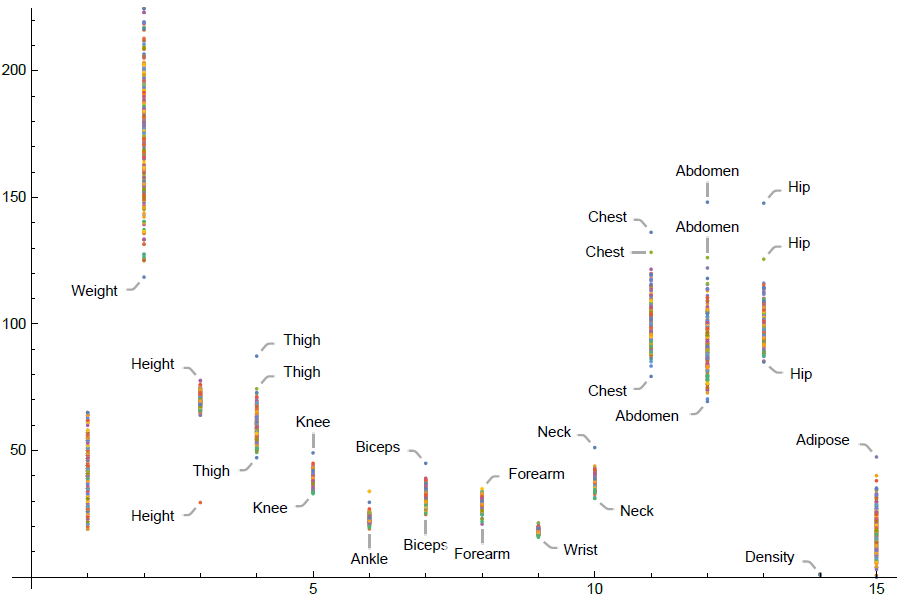 200
Abdomen
Hip
150
Chest
Abdomen
Hip
Chest
Weight
100
Thigh
Height
Thigh
Hip
Chest
Knee
Abdomen
Neck
Adipose
50
Biceps
Thigh
Forearm
Knee
Neck
Height
Biceps
Forearm
Wrist
Ankle
Density
5
10
15